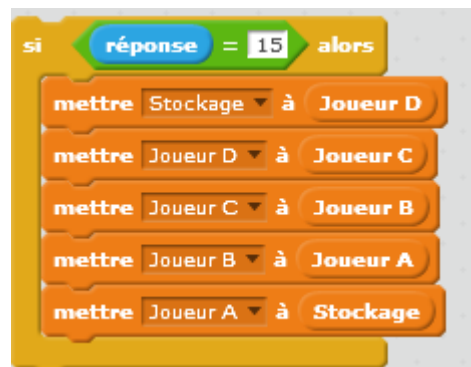 si réponse = 15 alors
mettre Stockage à Joueur D
mettre Joueur D à Joueur C
mettre Joueur C à Joueur B
mettre Joueur B à Joueur A
mettre Joueur A à Stockage